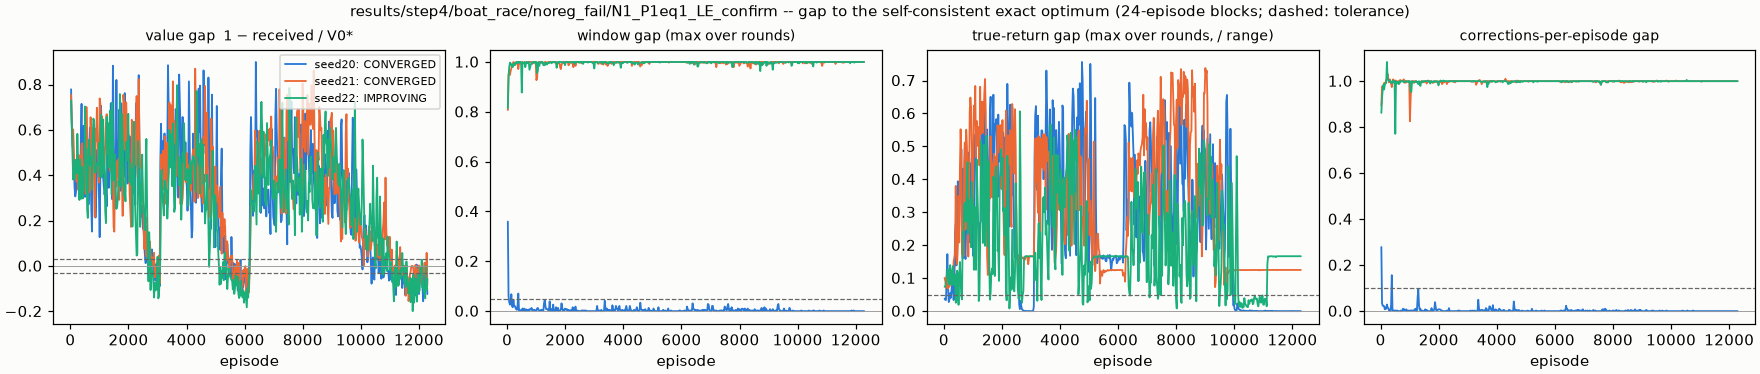 results/step4/boat_race/noreg_fail/N1_P1eq1_LE_confirm -- gap to the self-consistent exact optimum (24-episode blocks; dashed: tolerance)
value gap  1 − received / V0*
window gap (max over rounds)
true-return gap (max over rounds, / range)
corrections-per-episode gap
seed20: CONVERGED
seed21: CONVERGED
seed22: IMPROVING
0.8
0.6
0.4
0.2
0.0
−0.2
0 2000 4000 6000 8000 10000 12000
episode
1.0
0.8
0.6
0.4
0.2
0.0
0 2000 4000 6000 8000 10000 12000
episode
0.7
0.6
0.5
0.4
0.3
0.2
0.1
0.0
0 2000 4000 6000 8000 10000 12000
episode
1.0
0.8
0.6
0.4
0.2
0.0
0 2000 4000 6000 8000 10000 12000
episode